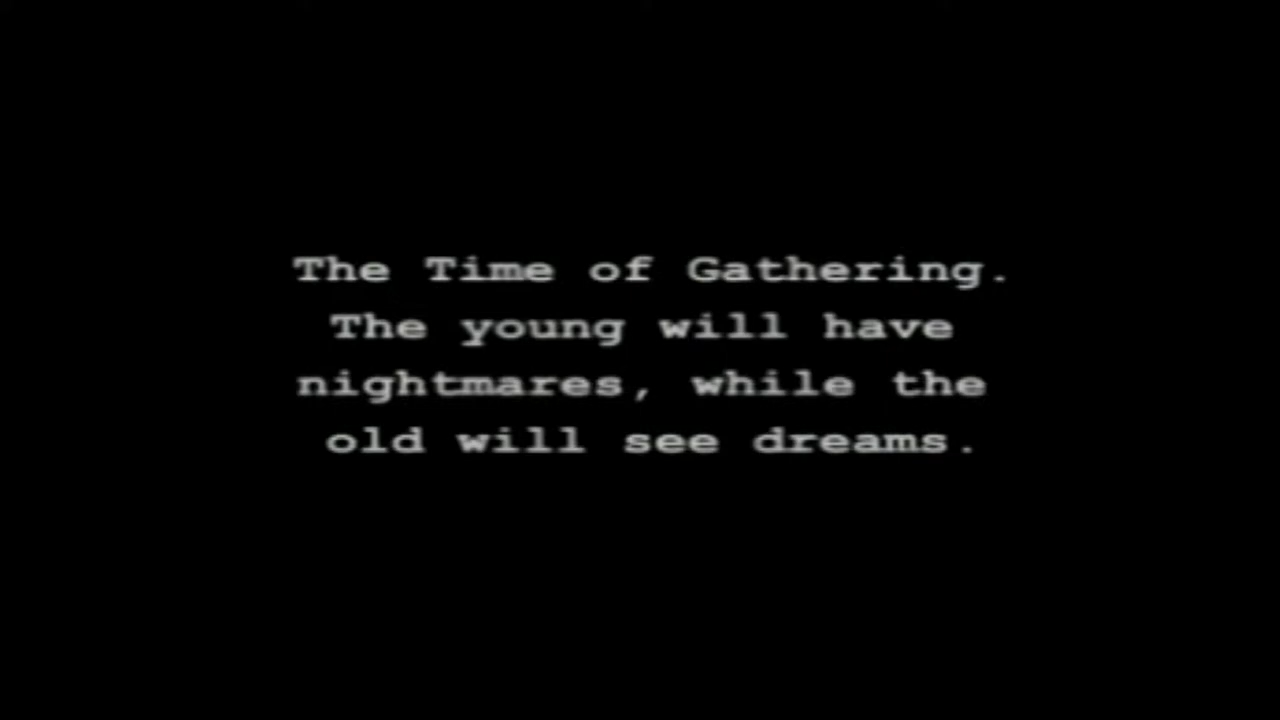 The Time of Gathering.
The young will have
nightmares, while the
old will see dreams.